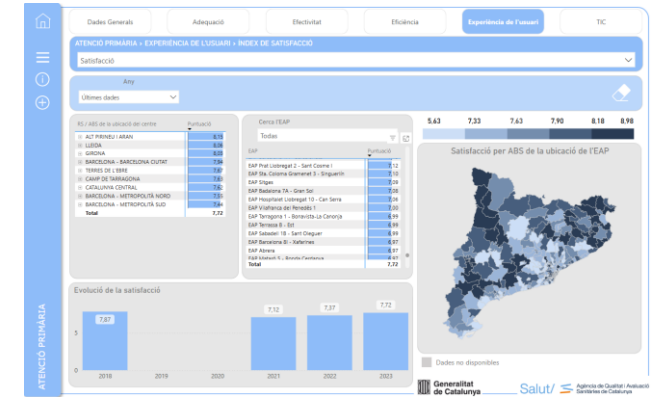 Dades Generals
Adequació
Efectivitat
Eficiència
Experiència de l'usuari
TIC
ATENCIÓ PRIMÀRIA > EXPERIÈNCIA DE L'USUARI > ÍNDEX DE SATISFACCIÓ
Satisfacció
Any
Últimes dades
RS / ABS de la ubicació del centre Puntuació
ALT PIRINEU I ARAN
LLEIDA
GIRONA
BARCELONA - BARCELONA CIUTAT
TERRES DE L'EBRE
CAMP DE TARRAGONA
CATALUNYA CENTRAL
BARCELONA - METROPOLITÀ NORD
BARCELONA - METROPOLITÀ SUD
Total 7,72
Cerca l'EAP
Todas
EAP Puntuació
EAP Prat Llobregat 2 - Sant Cosme I 7,12
EAP Sta. Coloma Gramenet 3 - Singuerlín 7,10
EAP Sitges 7,09
EAP Badalona 7A - Gran Sol 7,08
EAP Hospitalet Llobregat 10 - Can Serra 7,06
EAP Vilafranca del Penedès 1 7,00
EAP Tarragona 1 - Bonavista-La Canonja 6,99
EAP Terrassa B - Est 6,99
EAP Sabadell 1B - Sant Oleguer 6,99
EAP Barcelona 8I - Xafarines 6,97
EAP Abrera 6,97
Total 7,72
5,63 7,33 7,63 7,90 8,18 8,98
Satisfacció per ABS de la ubicació de l'EAP
Evolució de la satisfacció
7,87
7,12
7,37
7,72
5
0
2018 2019 2020 2021 2022 2023
Dades no disponibles
ATENCIÓ PRIMÀRIA
Generalitat
de Catalunya
Salut/
Agència de Qualitat i Avaluació
Sanitàries de Catalunya